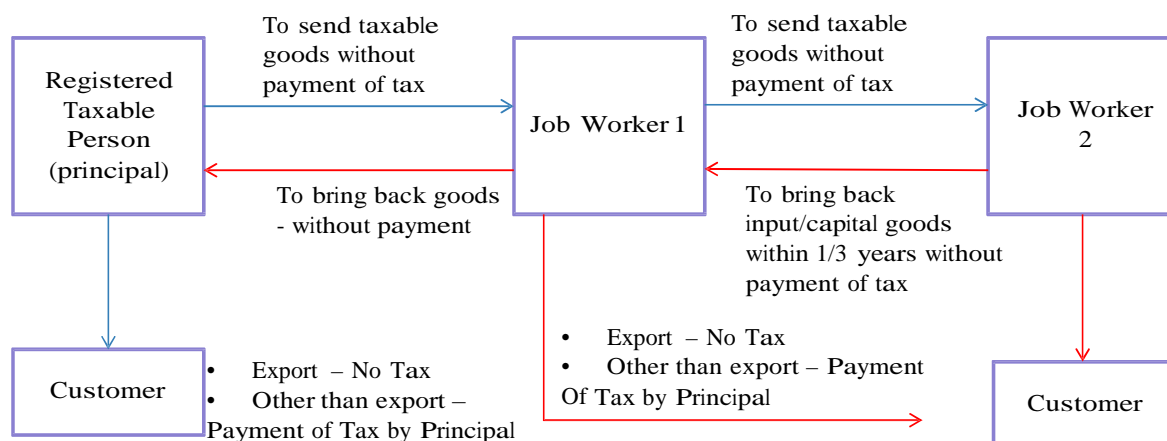 To send taxable
goods without
payment of tax
To send taxable
goods without
payment of tax
Registered
Taxable
Person
(principal)
Job Worker 1
Job Worker
2
To bring back goods
- without payment
To bring back
input/capital goods
within 1/3 years without
payment of tax
• Export – No Tax
• Other than export – Payment
Of Tax by Principal
Customer
• Export – No Tax
• Other than export –
Payment of Tax by Principal
Customer